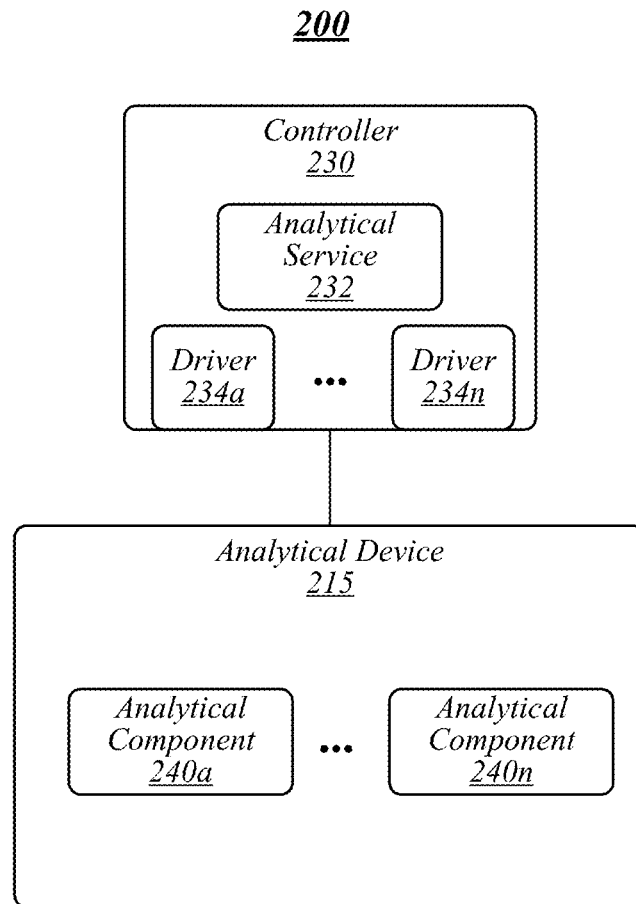 200
Controller
230
Analytical
Service
232
Driver
234a
...
Driver
234n
Analytical Device
215
Analytical
Component
240a
...
Analytical
Component
240n